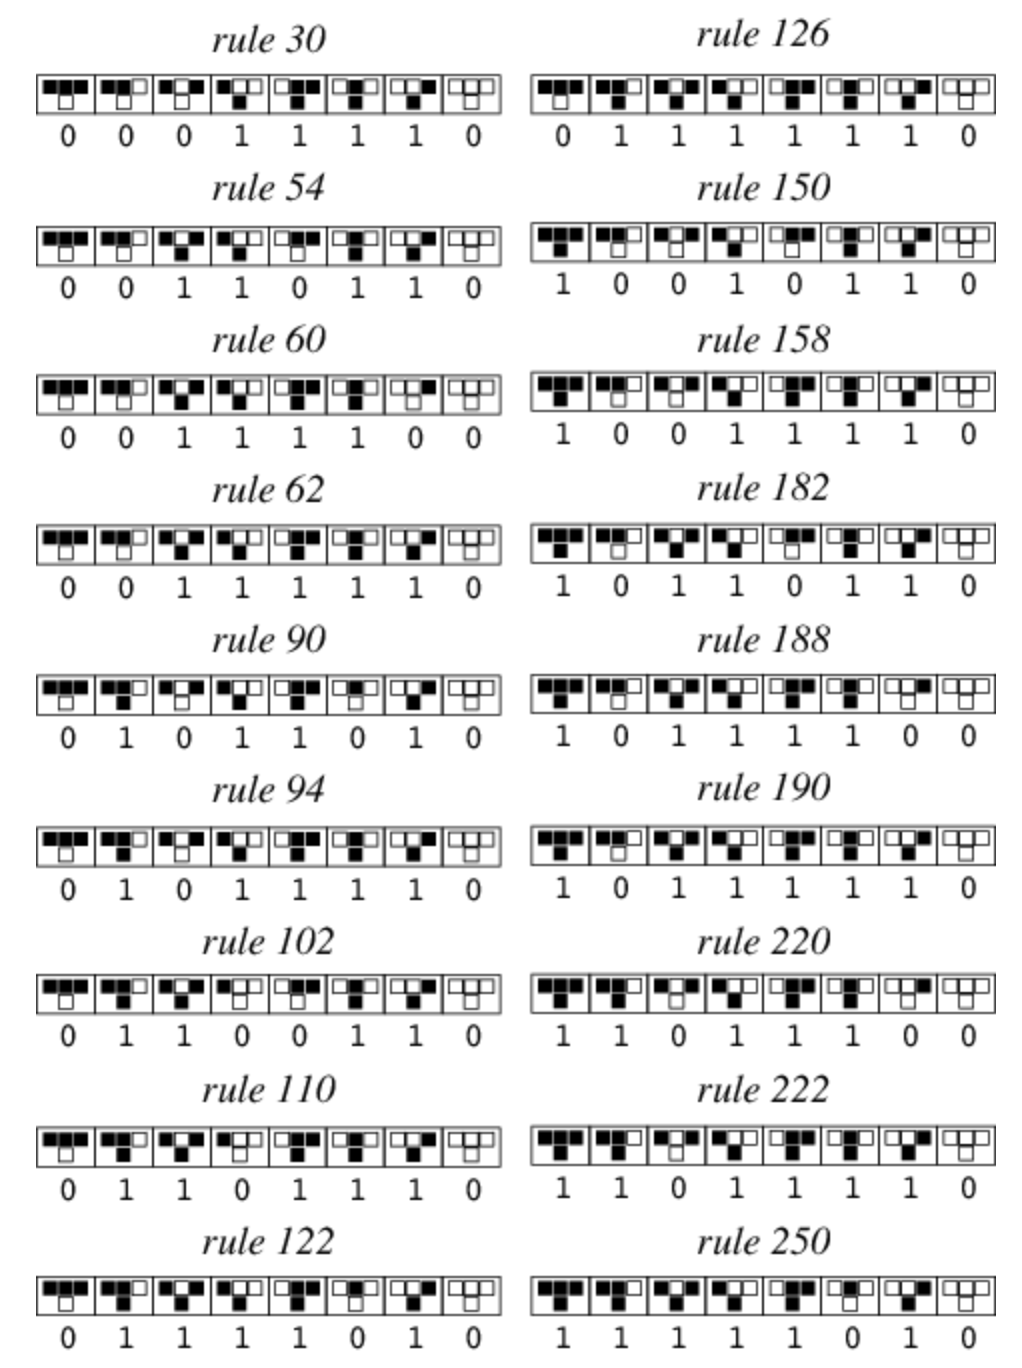 rule 30
0 0 0 1 1 1 1 0
rule 54
0 0 1 1 0 1 1 0
rule 60
0 0 1 1 1 1 0 0
rule 62
0 0 1 1 1 1 1 0
rule 90
0 1 0 1 1 0 1 0
rule 94
0 1 0 1 1 1 1 0
rule 102
0 1 1 0 0 1 1 0
rule 110
0 1 1 0 1 1 1 0
rule 122
0 1 1 1 1 0 1 0
rule 126
0 1 1 1 1 1 1 0
rule 150
1 0 0 1 0 1 1 0
rule 158
1 0 0 1 1 1 1 0
rule 182
1 0 1 1 0 1 1 0
rule 188
1 0 1 1 1 1 0 0
rule 190
1 0 1 1 1 1 1 0
rule 220
1 1 0 1 1 1 0 0
rule 222
1 1 0 1 1 1 1 0
rule 250
1 1 1 1 1 0 1 0